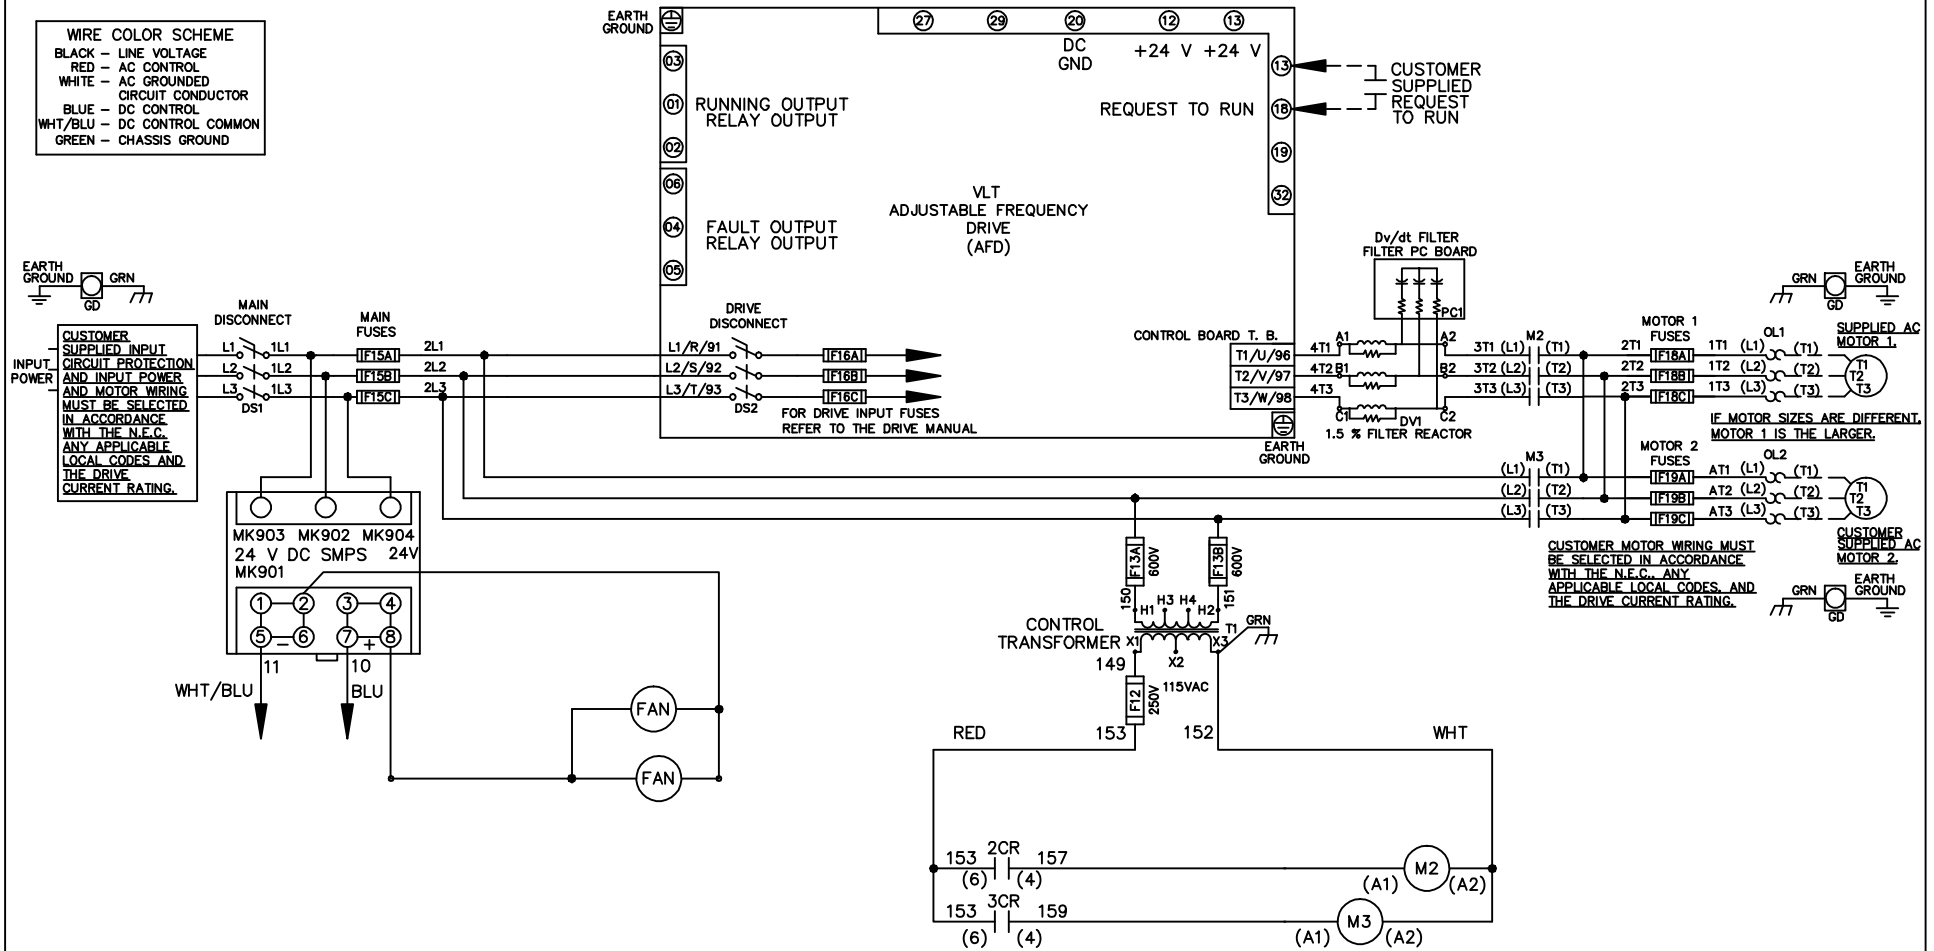 WIRE COLOR SCHEME
BLACK – LINE VOLTAGE
RED – AC CONTROL
WHITE – AC GROUNDED
CIRCUIT CONDUCTOR
BLUE – DC CONTROL
WHT/BLU – DC CONTROL COMMON
GREEN – CHASSIS GROUND
EARTH
GROUND
27 29 20 12 13
DC
GND
+24 V +24 V
03
01
02
RUNNING OUTPUT
RELAY OUTPUT
06
04
05
FAULT OUTPUT
RELAY OUTPUT
VLT
ADJUSTABLE FREQUENCY
DRIVE
(AFD)
REQUEST TO RUN
13
18
19
32
CUSTOMER
SUPPLIED
REQUEST
TO RUN
EARTH
GROUND
GRN
GD
INPUT
POWER
CUSTOMER
SUPPLIED INPUT
CIRCUIT PROTECTION
AND INPUT POWER
AND MOTOR WIRING
MUST BE SELECTED
IN ACCORDANCE
WITH THE N.E.C.
ANY APPLICABLE
LOCAL CODES AND
THE DRIVE
CURRENT RATING.
MAIN
DISCONNECT
L1 1L1
L2 1L2
L3 1L3
DS1
MAIN
FUSES
F15A 2L1
F15B 2L2
F15C 2L3
DRIVE
DISCONNECT
L1/R/91
L2/S/92
L3/T/93
DS2
F16A
F16B
F16C
FOR DRIVE INPUT FUSES
REFER TO THE DRIVE MANUAL
CONTROL BOARD T. B.
T1/U/96
T2/V/97
T3/W/98
EARTH
GROUND
Dv/dt FILTER
FILTER PC BOARD
PC1
4T1 A1 A2
4T2 B1 B2
4T3 C1 C2
DV1
1.5 % FILTER REACTOR
M2
3T1 (L1) (T1)
3T2 (L2) (T2)
3T3 (L3) (T3)
MOTOR 1
FUSES
2T1 F18A 1T1 (L1) (T1)
2T2 F18B 1T2 (L2) (T2)
2T3 F18C 1T3 (L3) (T3)
OL1
T1
T2
T3
GRN
GD
EARTH
GROUND
SUPPLIED AC
MOTOR 1.
IF MOTOR SIZES ARE DIFFERENT,
MOTOR 1 IS THE LARGER.
M3
(L1) (T1)
(L2) (T2)
(L3) (T3)
MOTOR 2
FUSES
F19A AT1 (L1) (T1)
F19B AT2 (L2) (T2)
F19C AT3 (L3) (T3)
OL2
T1
T2
T3
CUSTOMER
SUPPLIED AC
MOTOR 2.
CUSTOMER MOTOR WIRING MUST
BE SELECTED IN ACCORDANCE
WITH THE N.E.C., ANY
APPLICABLE LOCAL CODES, AND
THE DRIVE CURRENT RATING.
GRN
GD
EARTH
GROUND
MK903 MK902 MK904
24 V DC SMPS 24V
MK901
1 2 3 4
5 – 6 7 + 8
11
10
WHT/BLU
BLU
FAN
FAN
F13A
600V
F13B
600V
150
151
H1 H3 H4 H2
T1
GRN
CONTROL
TRANSFORMER
X1 X2 X3
149
115VAC
F12
250V
153
152
RED
WHT
153 2CR 157
(6) (4)
(A1) M2 (A2)
153 3CR 159
(6) (4)
(A1) M3 (A2)